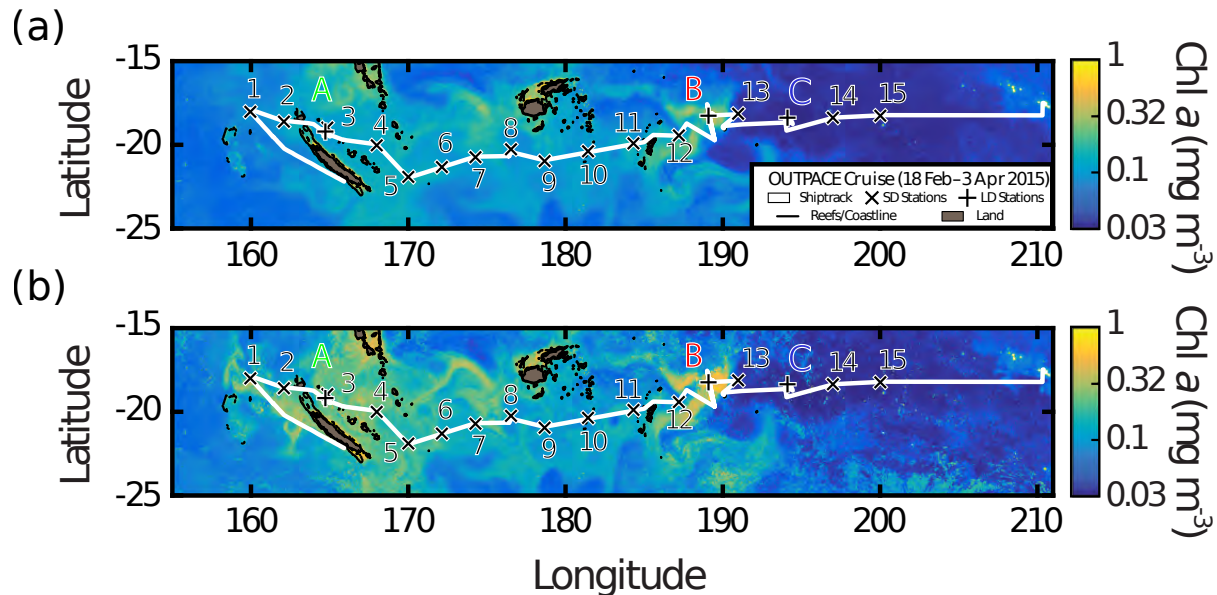 (a)
-15
-20
-25
Latitude
1 2 A 3 4 5 6 7 8 9 10 11 12 B 13 C 14 15
OUTPACE Cruise (18 Feb–3 Apr 2015)
Shiptrack SD Stations LD Stations
Reefs/Coastline Land
160 170 180 190 200 210
1
0.32
0.1
0.03
Chl a (mg m-3)
(b)
-15
-20
-25
Latitude
1 2 A 3 4 5 6 7 8 9 10 11 12 B 13 C 14 15
160 170 180 190 200 210
1
0.32
0.1
0.03
Chl a (mg m-3)
Longitude